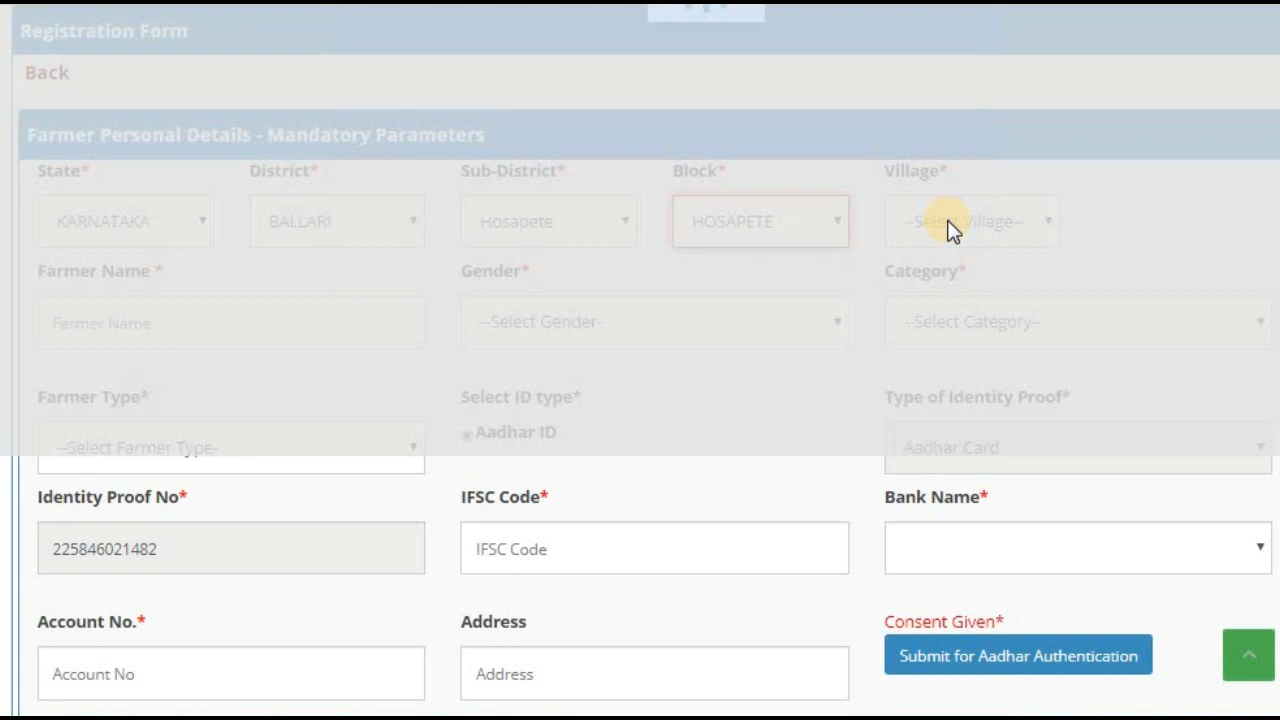 Registration Form
Back
Farmer Personal Details - Mandatory Parameters
State* District* Sub-District* Block* Village*
KARNATAKA BALLARI Hosapete HOSAPETE --Select Village--
Farmer Name * Gender* Category*
Farmer Name --Select Gender- --Select Category--
Farmer Type* Select ID type* Type of Identity Proof*
Aadhar ID
--Select Farmer Type- Aadhar Card
Identity Proof No* IFSC Code* Bank Name*
225846021482 IFSC Code
Account No.* Address Consent Given*
Submit for Aadhar Authentication
Account No Address